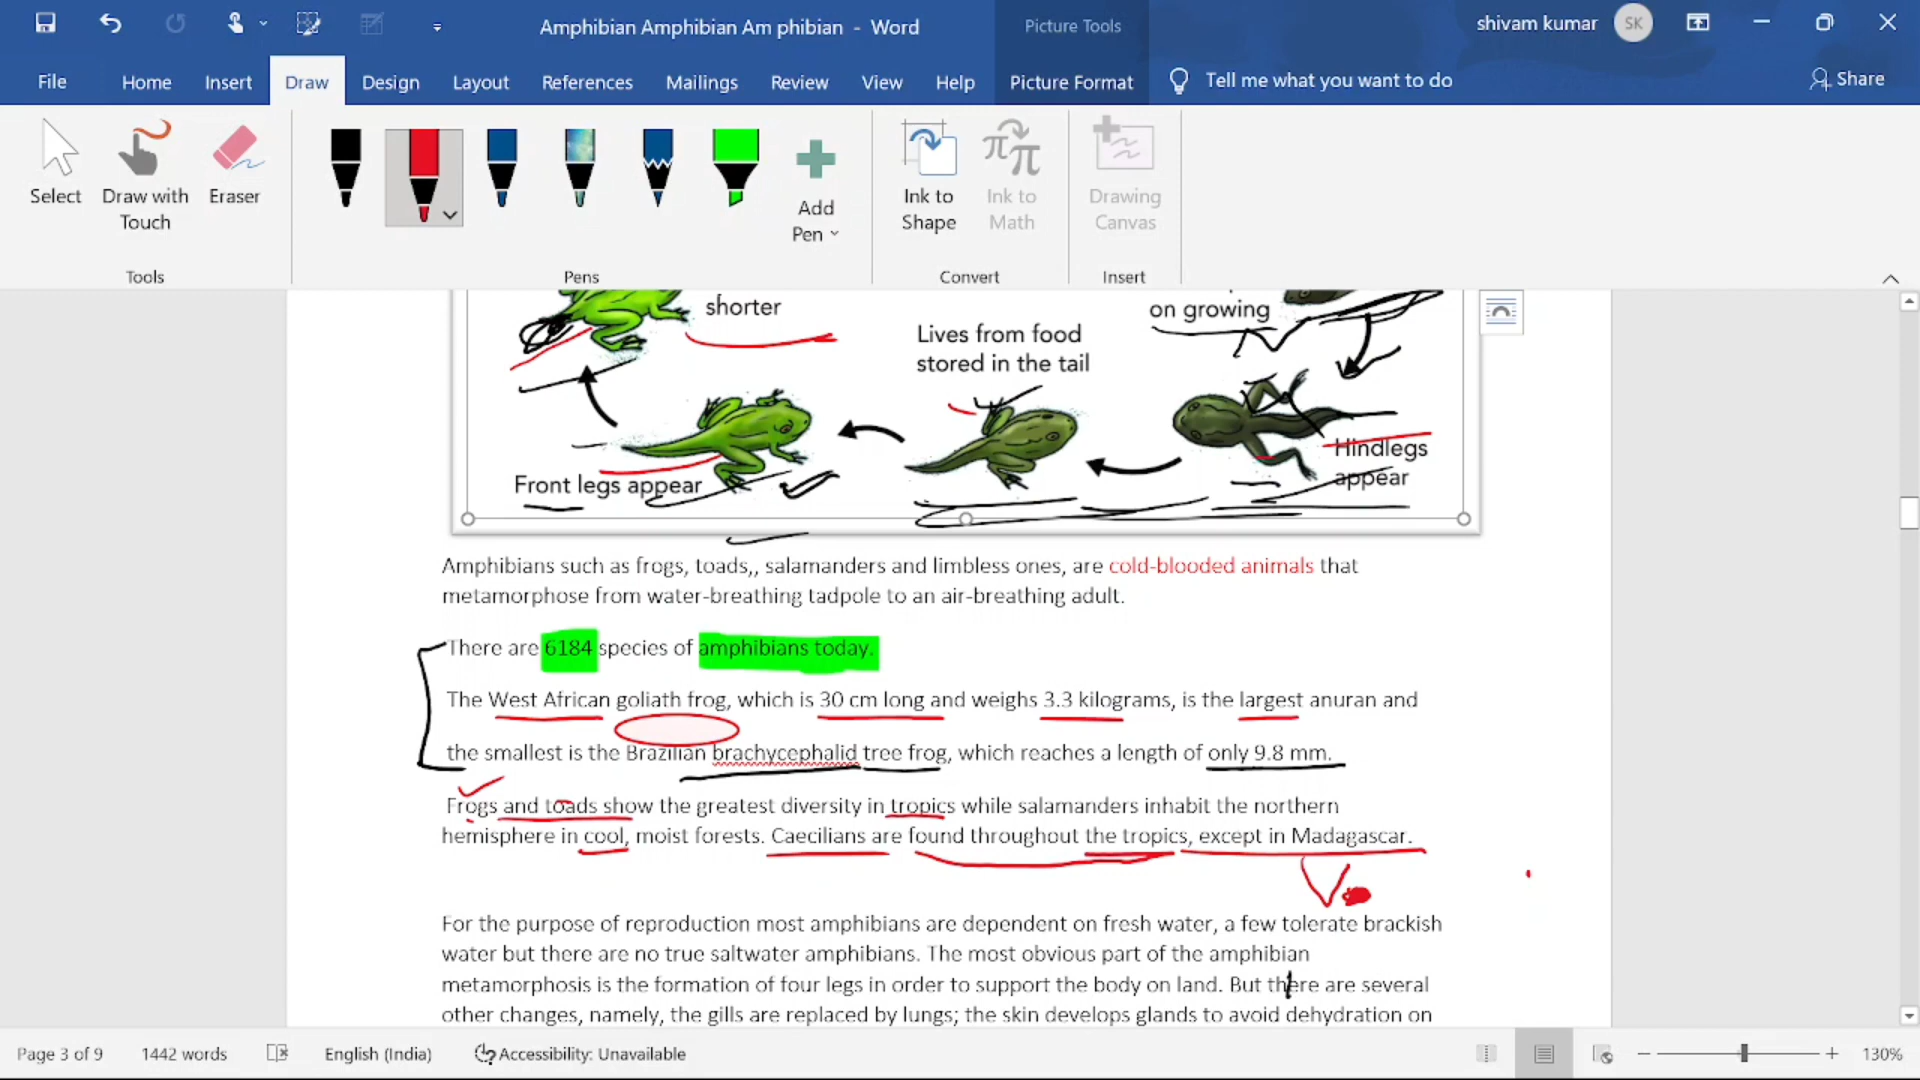 Amphibian Amphibian Am phibian - Word
Picture Tools
shivam kumar
SK
File
Home
Insert
Draw
Design
Layout
References
Mailings
Review
View
Help
Picture Format
Tell me what you want to do
Share
Select
Draw with Touch
Eraser
Add Pen
Ink to Shape
Ink to Math
Drawing Canvas
Tools
Pens
Convert
Insert
shorter
on growing
Lives from food
stored in the tail
Hindlegs
appear
Front legs appear
Amphibians such as frogs, toads,, salamanders and limbless ones, are cold-blooded animals that
metamorphose from water-breathing tadpole to an air-breathing adult.
There are 6184 species of amphibians today.
The West African goliath frog, which is 30 cm long and weighs 3.3 kilograms, is the largest anuran and
the smallest is the Brazilian brachycephalid tree frog, which reaches a length of only 9.8 mm.
Frogs and toads show the greatest diversity in tropics while salamanders inhabit the northern
hemisphere in cool, moist forests. Caecilians are found throughout the tropics, except in Madagascar.
For the purpose of reproduction most amphibians are dependent on fresh water, a few tolerate brackish
water but there are no true saltwater amphibians. The most obvious part of the amphibian
metamorphosis is the formation of four legs in order to support the body on land. But there are several
other changes, namely, the gills are replaced by lungs; the skin develops glands to avoid dehydration on
Page 3 of 9
1442 words
English (India)
Accessibility: Unavailable
130%